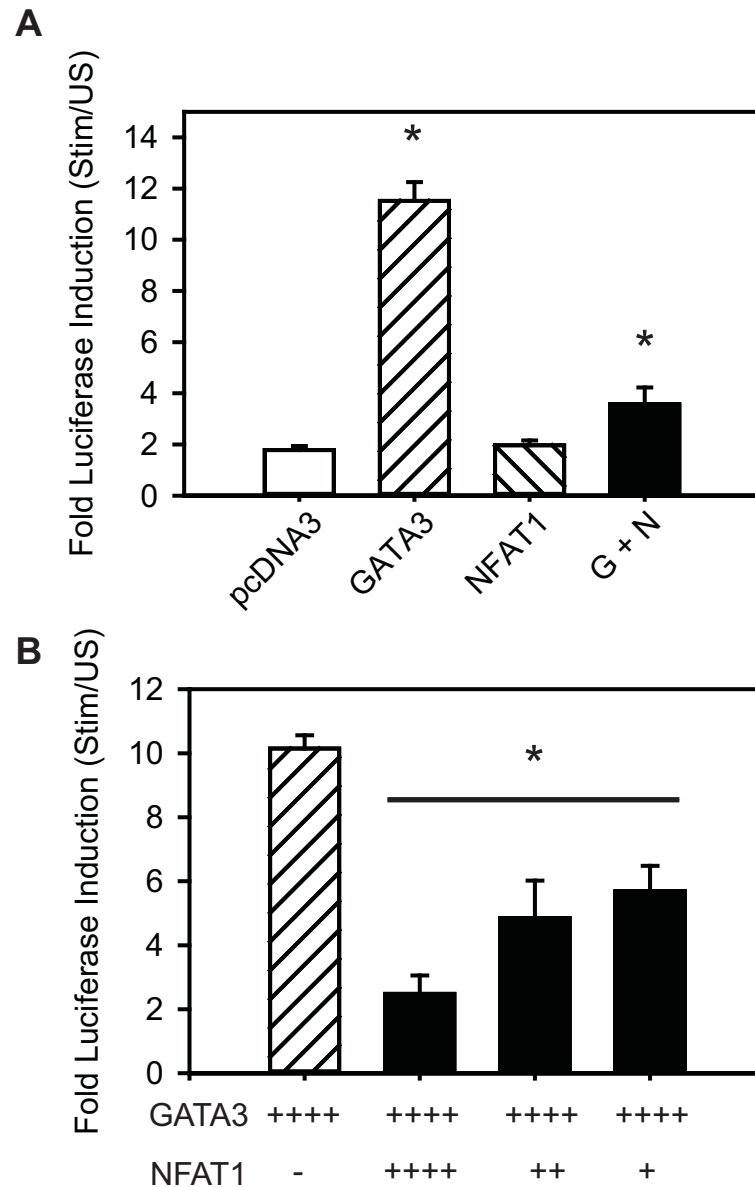 A
Fold Luciferase Induction (Stim/US)
14
12
10
8
6
4
2
0
*
*
pcDNA3
GATA3
NFAT1
G + N
B
Fold Luciferase Induction (Stim/US)
12
10
8
6
4
2
0
*
GATA3 ++++ ++++ ++++ ++++
NFAT1 - ++++ ++ +